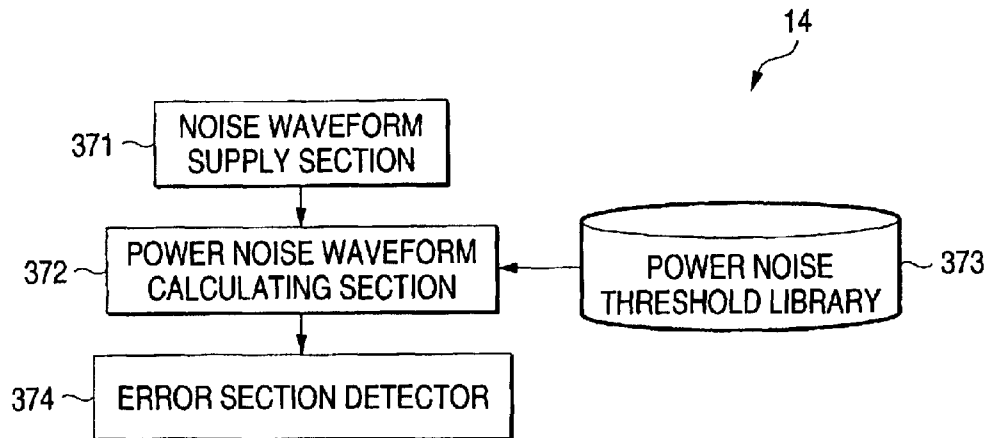 14
371
NOISE WAVEFORM
SUPPLY SECTION
372
POWER NOISE WAVEFORM
CALCULATING SECTION
POWER NOISE
THRESHOLD LIBRARY
373
374
ERROR SECTION DETECTOR